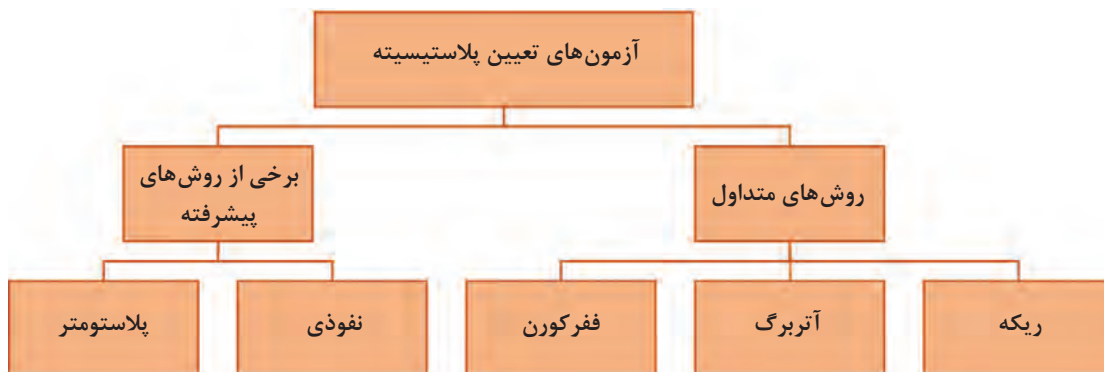 آزمون‌های تعیین پلاستیسیته
روش‌های متداول
برخی از روش‌های
پیشرفته
ریکه
آتربرگ
ففرکورن
نفوذی
پلاستومتر